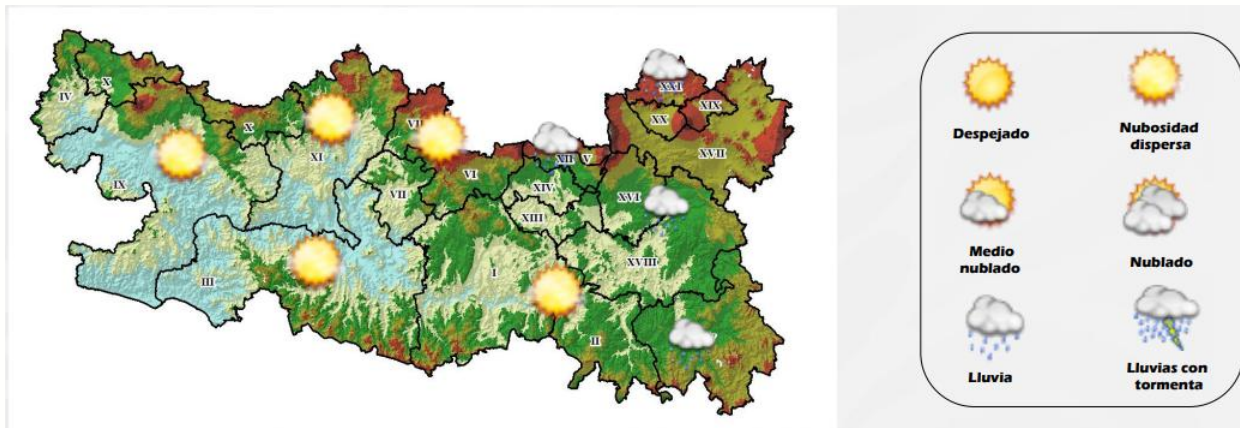 XXI
IV
X
XIX
XX
VII
X
XII
V
XVII
XI
VI
IX
VII
XIV
XVI
XIII
XVIII
III
I
II
Despejado
Nubosidad
dispersa
Medio
nublado
Nublado
Lluvia
Lluvias con
tormenta